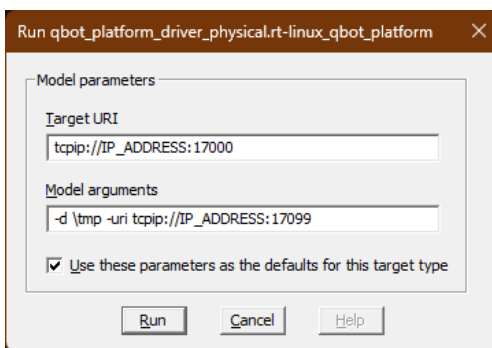 Run qbot_platform_driver_physical.rt-linux_qbot_platform
Model parameters
Target URI
tcpip://IP_ADDRESS:17000
Model arguments
-d \tmp -uri tcpip://IP_ADDRESS:17099
Use these parameters as the defaults for this target type
Run Cancel Help